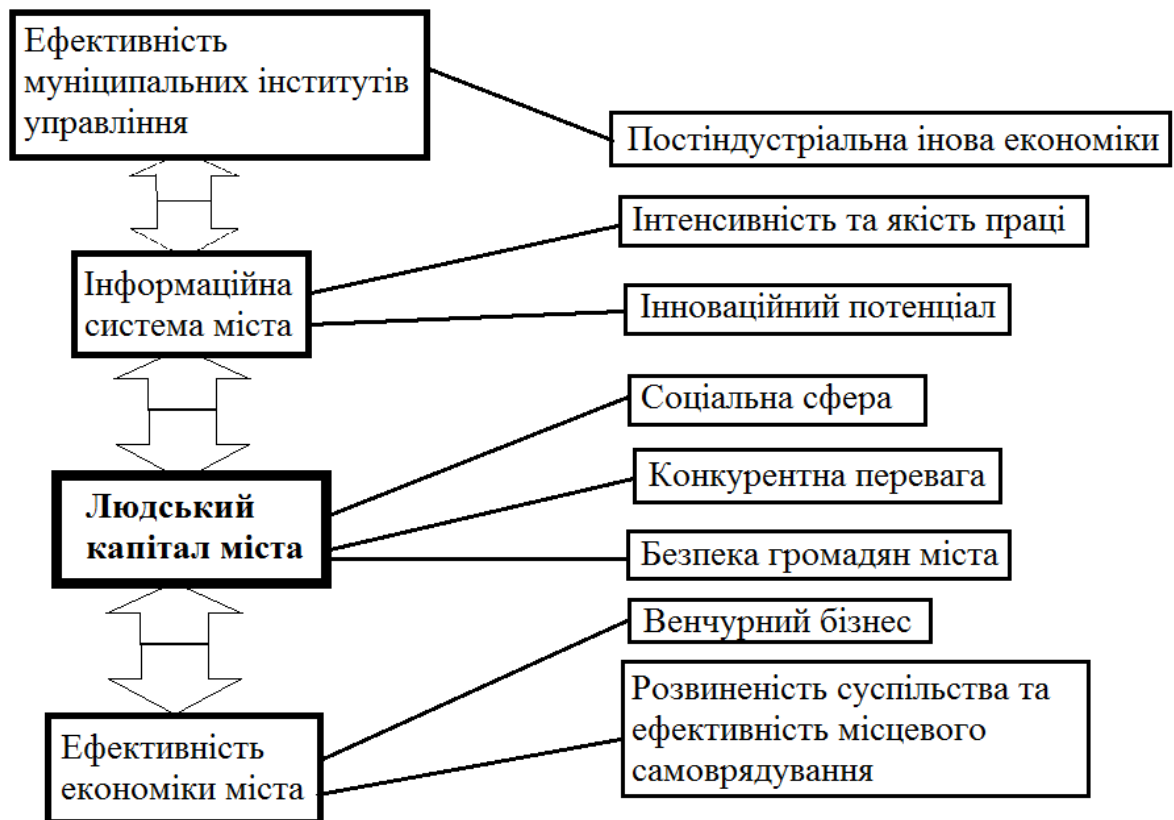 Ефективність
муніципальних інститутів
управління
Постіндустріальна інова економіки
Інтенсивність та якість праці
Інформаційна
система міста
Інноваційний потенціал
Соціальна сфера
Конкурентна перевага
Людський
капітал міста
Безпека громадян міста
Венчурний бізнес
Розвиненість суспільства та
ефективність місцевого
самоврядування
Ефективність
економіки міста